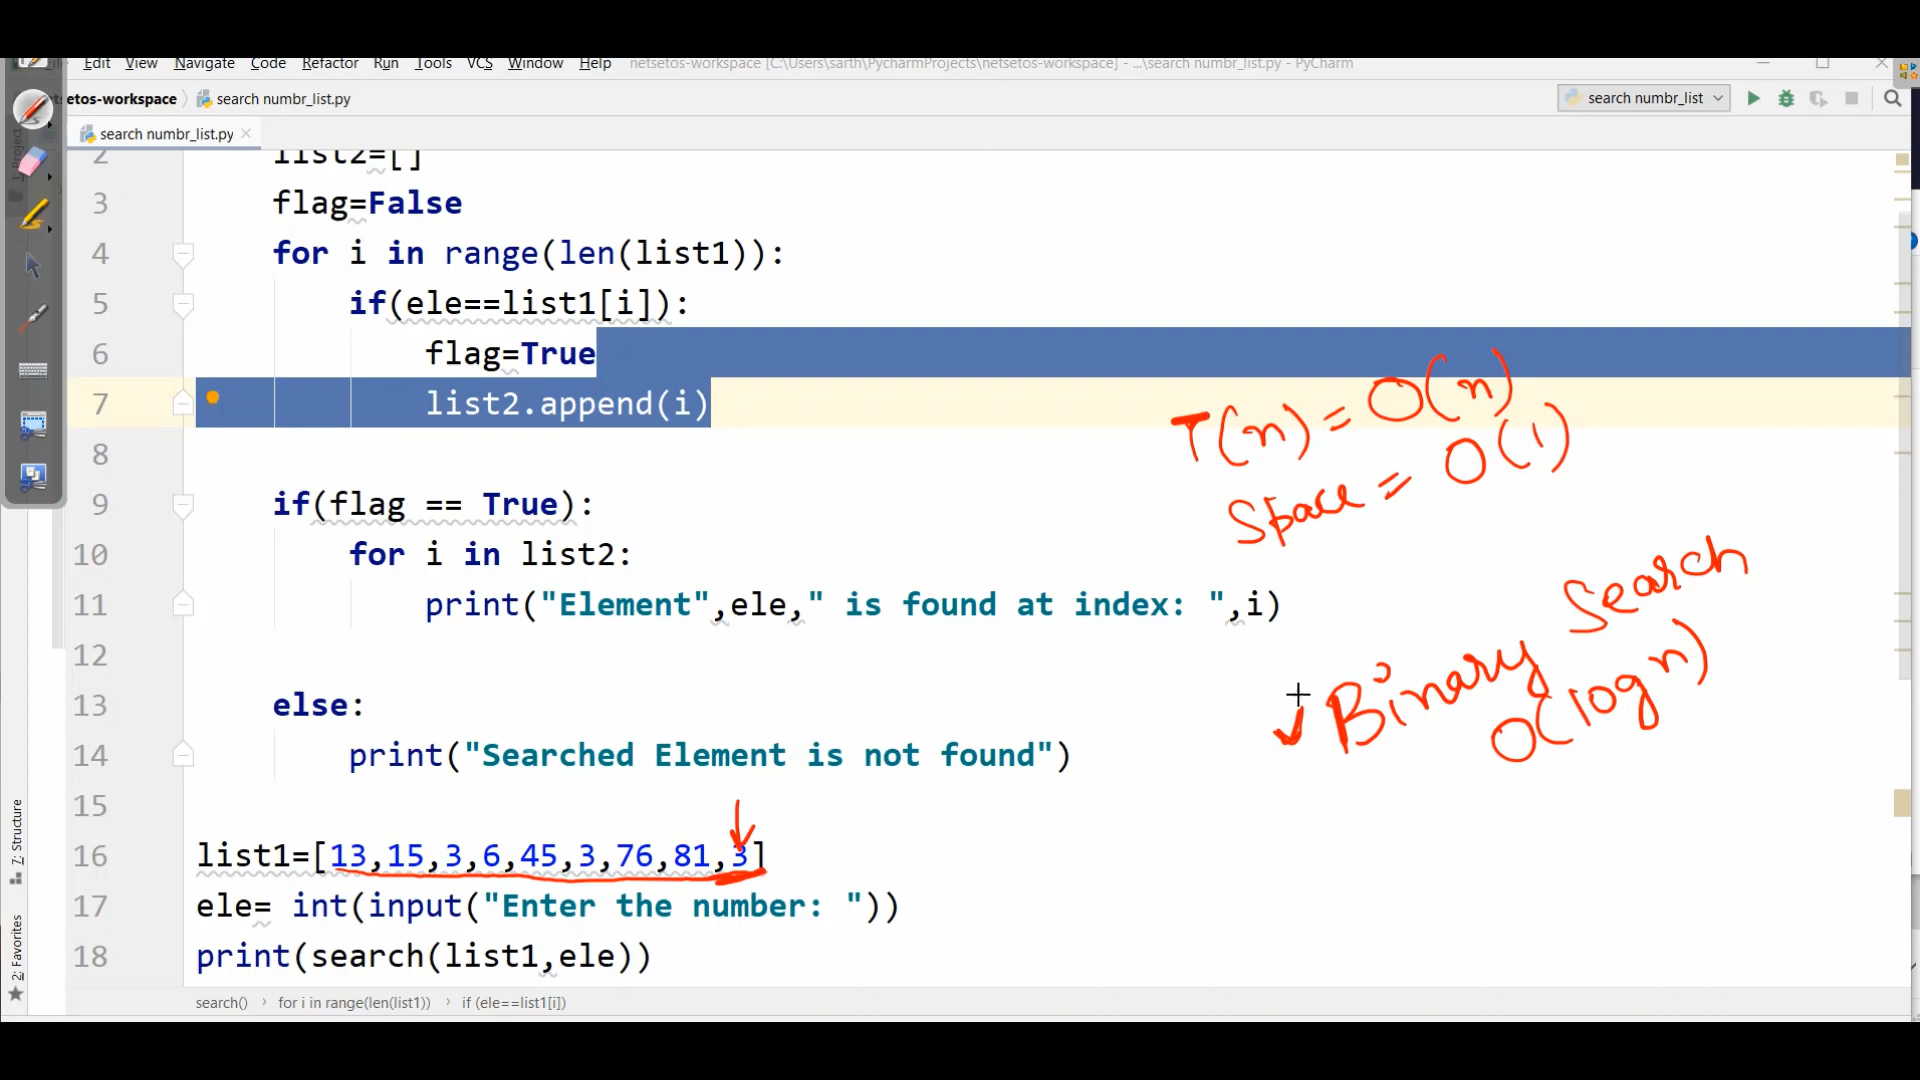 Edit View Navigate Code Refactor Run Tools VCS Window Help netsetos-workspace [C:\Users\sarth\PycharmProjects\netsetos-workspace] - ...\search numbr_list.py - PyCharm
etos-workspace search numbr_list.py search numbr_list
search numbr_list.py
2 list2=[]
3 flag=False
4 for i in range(len(list1)):
5 if(ele==list1[i]):
6 flag=True
7 list2.append(i)
8
9 if(flag == True):
10 for i in list2:
11 print("Element",ele," is found at index: ",i)
12
13 else:
14 print("Searched Element is not found")
15
16 list1=[13,15,3,6,45,3,76,81,3]
17 ele= int(input("Enter the number: "))
18 print(search(list1,ele))
T(n) = O(n)
Space = O(1)
Binary Search
O(log n)
7: Structure
2: Favorites
search() › for i in range(len(list1)) › if (ele==list1[i])